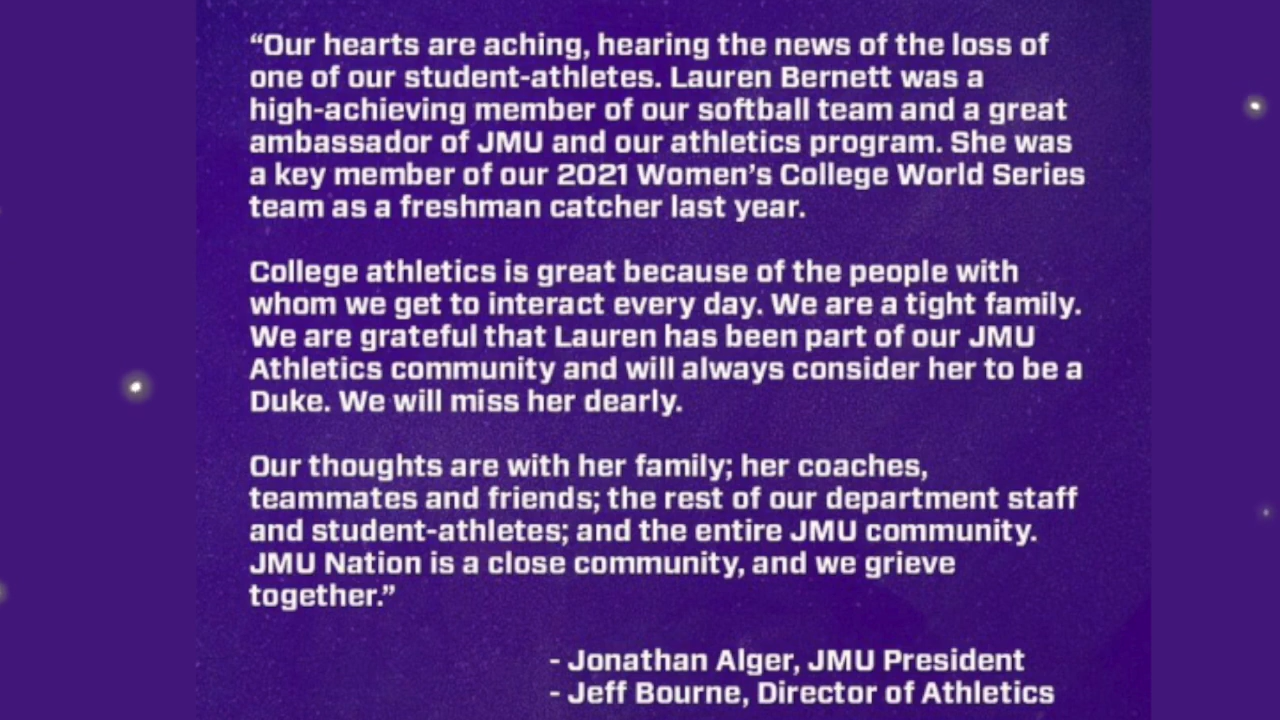 “Our hearts are aching, hearing the news of the loss of
one of our student-athletes. Lauren Bernett was a
high-achieving member of our softball team and a great
ambassador of JMU and our athletics program. She was
a key member of our 2021 Women’s College World Series
team as a freshman catcher last year.
College athletics is great because of the people with
whom we get to interact every day. We are a tight family.
We are grateful that Lauren has been part of our JMU
Athletics community and will always consider her to be a
Duke. We will miss her dearly.
Our thoughts are with her family; her coaches,
teammates and friends; the rest of our department staff
and student-athletes; and the entire JMU community.
JMU Nation is a close community, and we grieve
together.”
- Jonathan Alger, JMU President
- Jeff Bourne, Director of Athletics